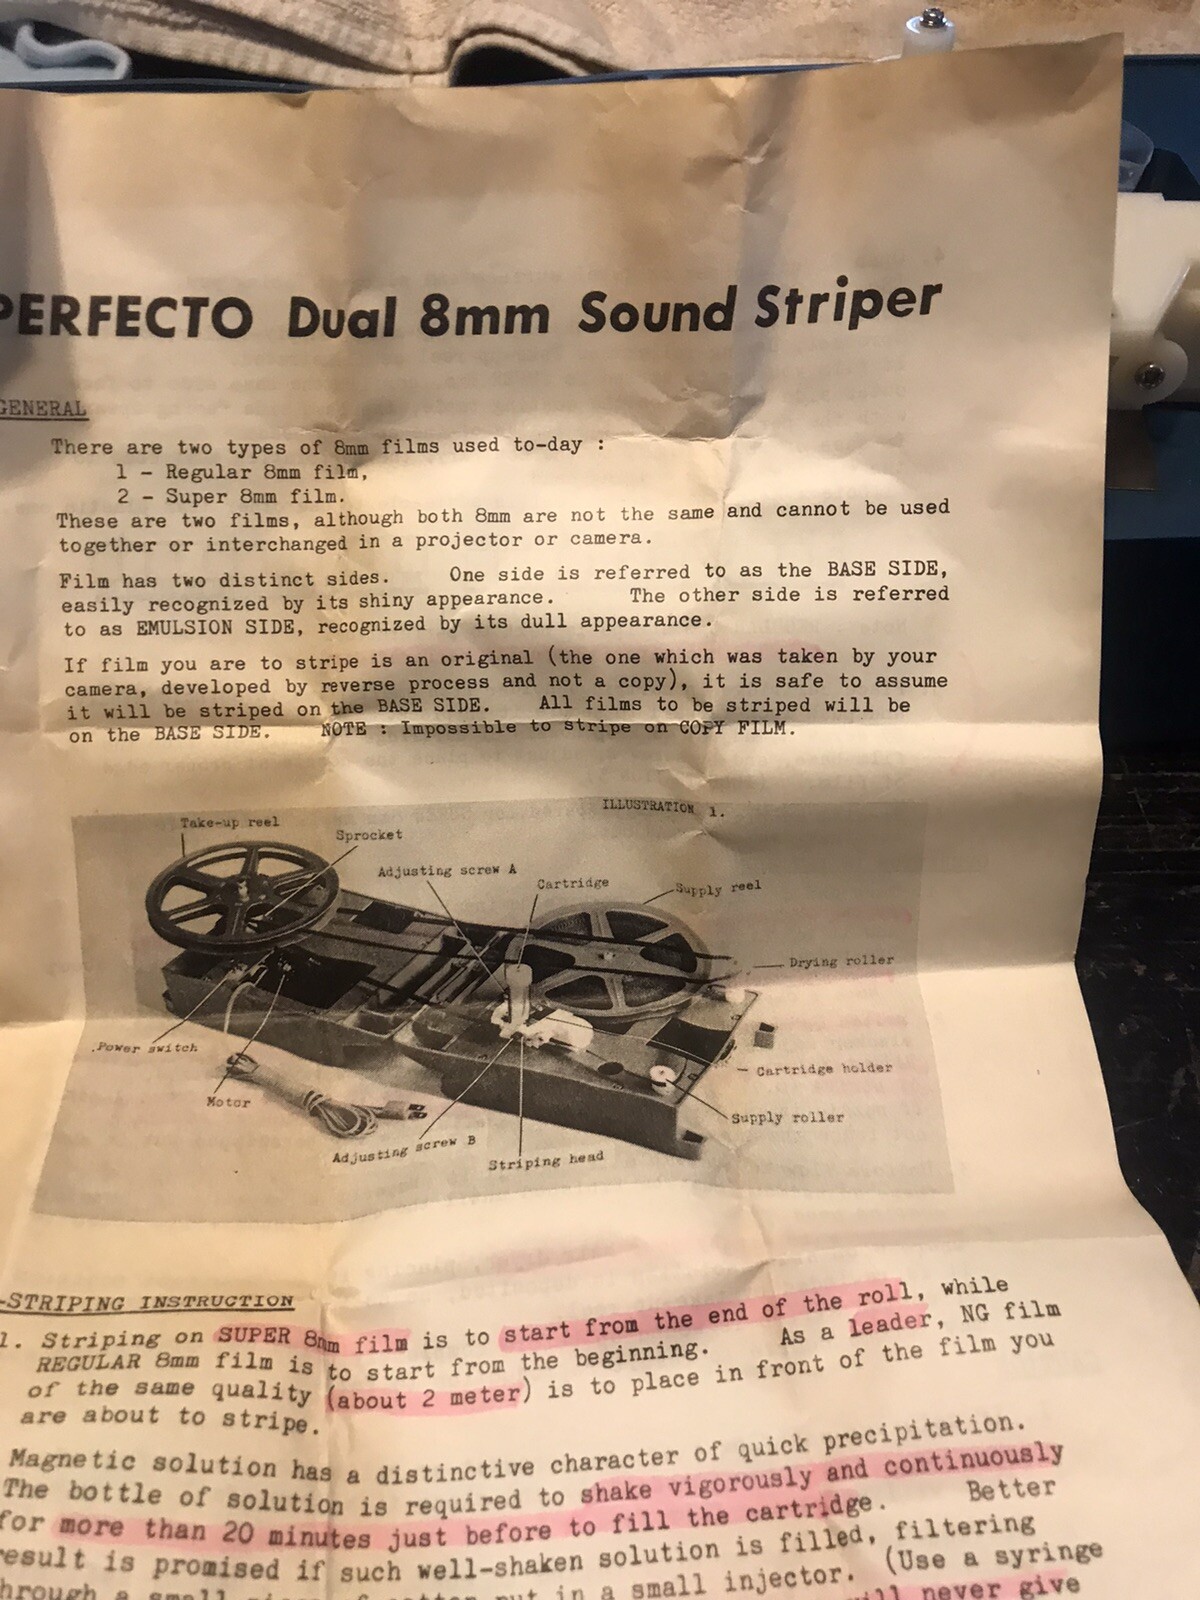 PERFECTO Dual 8mm Sound Striper
GENERAL
There are two types of 8mm films used to-day :
1 - Regular 8mm film,
2 - Super 8mm film.
These are two films, although both 8mm are not the same and cannot be used
together or interchanged in a projector or camera.
Film has two distinct sides. One side is referred to as the BASE SIDE,
easily recognized by its shiny appearance. The other side is referred
to as EMULSION SIDE, recognized by its dull appearance.
If film you are to stripe is an original (the one which was taken by your
camera, developed by reverse process and not a copy), it is safe to assume
it will be striped on the BASE SIDE. All films to be striped will be
on the BASE SIDE. NOTE : Impossible to stripe on COPY FILM.
ILLUSTRATION 1.
Take-up reel
Sprocket
Adjusting screw A
Cartridge
Supply reel
Drying roller
Power switch
Cartridge holder
Motor
Supply roller
Adjusting screw B
Striping head
-STRIPING INSTRUCTION
1. Striping on SUPER 8mm film is to start from the end of the roll, while
REGULAR 8mm film is to start from the beginning. As a leader, NG film
of the same quality (about 2 meter) is to place in front of the film you
are about to stripe.
Magnetic solution has a distinctive character of quick precipitation.
The bottle of solution is required to shake vigorously and continuously
for more than 20 minutes just before to fill the cartridge. Better
result is promised if such well-shaken solution is filled, filtering
through a small of cotton put in a small injector. (Use a syringe
will never give